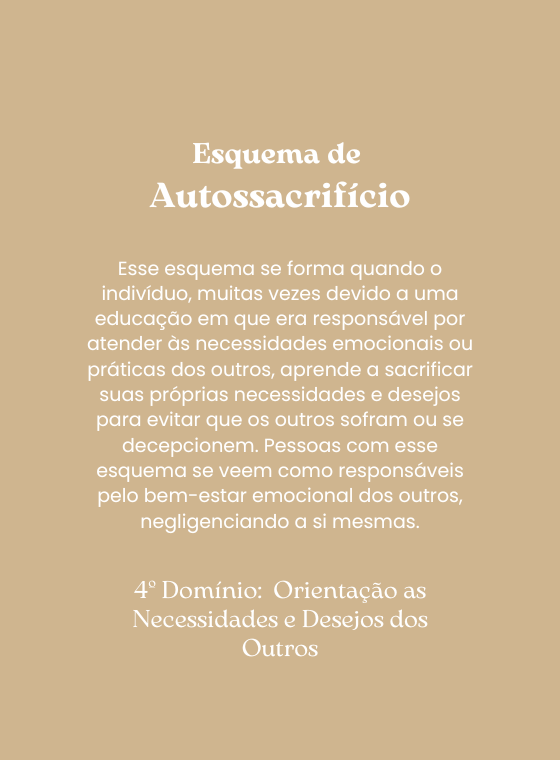 Esquema de
Autossacrifício
Esse esquema se forma quando o
indivíduo, muitas vezes devido a uma
educação em que era responsável por
atender às necessidades emocionais ou
práticas dos outros, aprende a sacrificar
suas próprias necessidades e desejos
para evitar que os outros sofram ou se
decepcionem. Pessoas com esse
esquema se veem como responsáveis
pelo bem-estar emocional dos outros,
negligenciando a si mesmas.
4º Domínio: Orientação as
Necessidades e Desejos dos
Outros